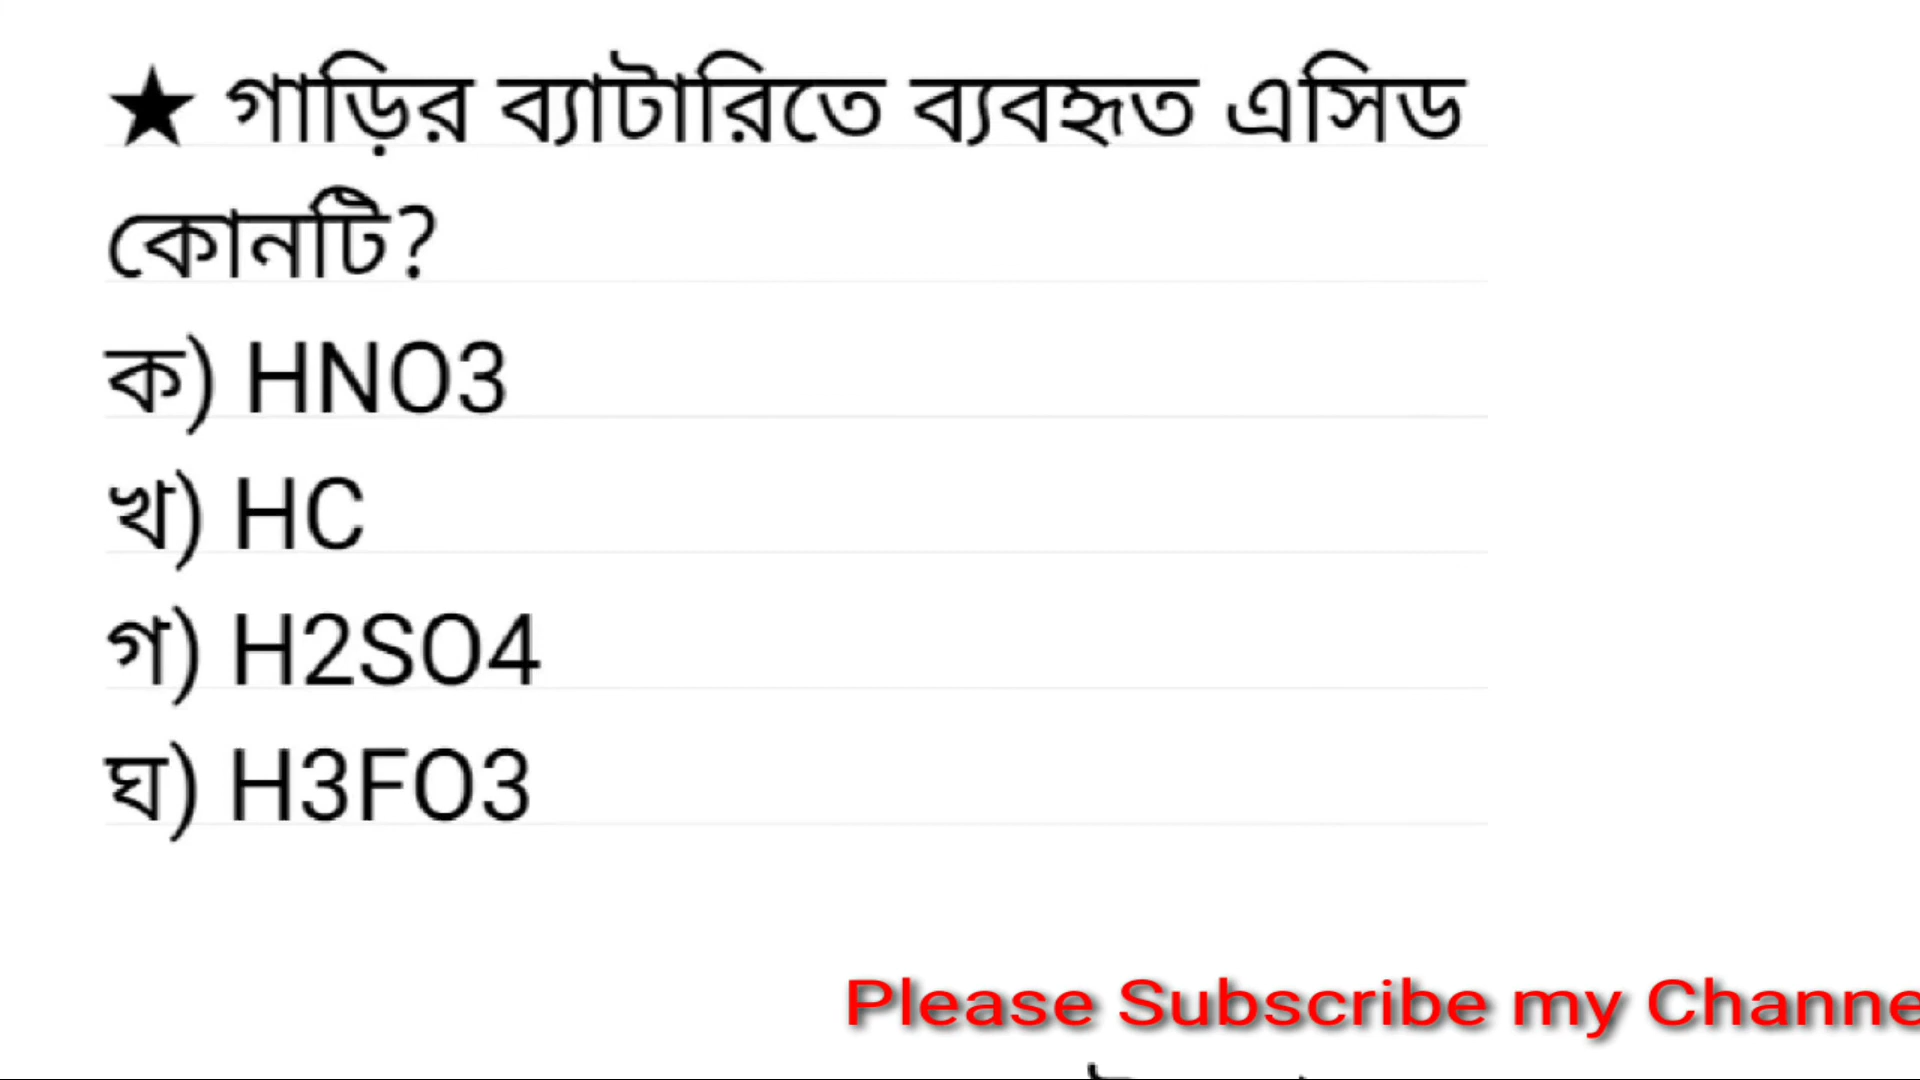 ★ গাড়ির ব্যাটারিতে ব্যবহৃত এসিড
কোনটি?
ক) HNO3
খ) HC
গ) H2SO4
ঘ) H3FO3
Please Subscribe my Channe